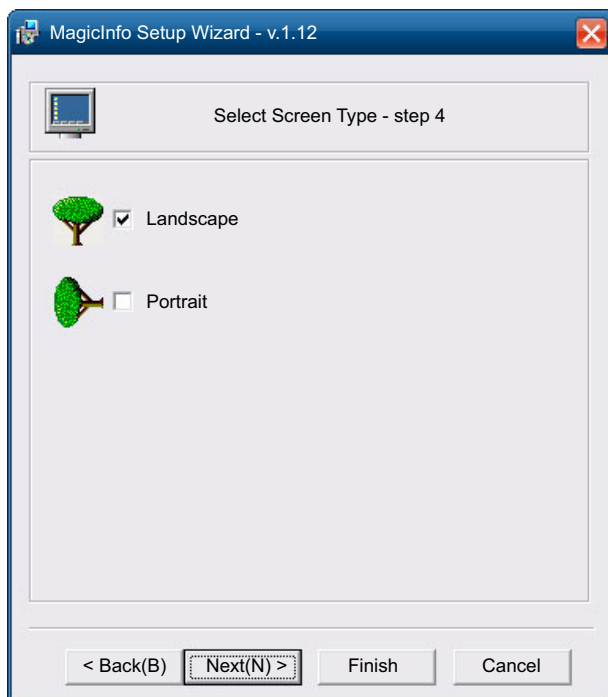 MagicInfo Setup Wizard - v.1.12
Select Screen Type - step 4
Landscape
Portrait
< Back(B) Next(N) > Finish Cancel